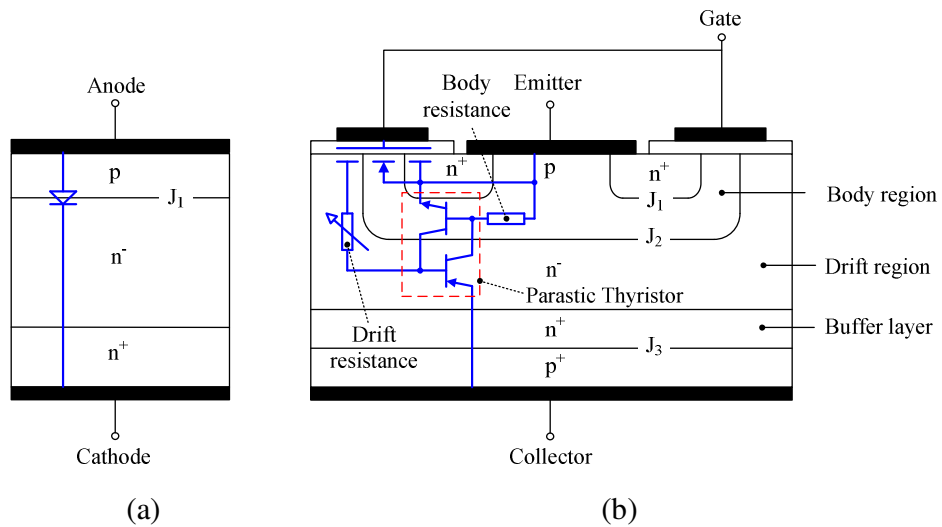 Anode
p
J1
n-
n+
Cathode
(a)
Gate
Body
resistance
Emitter
n+
p
n+
J1
Body region
J2
n-
Drift region
Parastic Thyristor
Drift
resistance
n+
Buffer layer
J3
p+
Collector
(b)